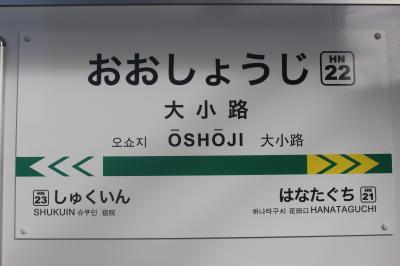 おおしょうじ HN 22
大小路
오쇼지 ŌSHŌJI 大小路
HN 23 しゅくいん はなたぐち HN 21
SHUKUIN 슈쿠인 宿院 하나타구치 花田口 HANATAGUCHI